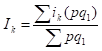 I_k = \frac{\sum i_k (pq_1)}{\sum pq_1}